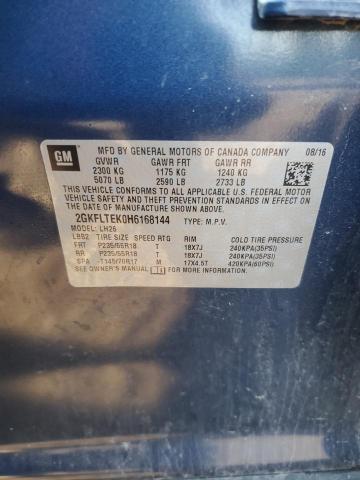 GM
MFD BY GENERAL MOTORS OF CANADA COMPANY 08/16
GVWR GAWR FRT GAWR RR
2300 KG 1175 KG 1240 KG
5070 LB 2590 LB 2733 LB
THIS VEHICLE CONFORMS TO ALL APPLICABLE U.S. FEDERAL MOTOR
VEHICLE SAFETY, BUMPER, AND
THEFT PREVENTION STANDARDS IN EFFECT ON THE DATE OF
MANUFACTURE SHOWN ABOVE.
2GKFLTEK0H6168144 TYPE: M.P.V.
MODEL: LH26
TIRE SIZE SPEED RTG RIM COLD TIRE PRESSURE
FRT P235/55R18 T 18X7J 240KPA(35PSI)
RR P235/55R18 T 18X7J 240KPA(35PSI)
SPA T145/70R17 M 17X4.5T 420KPA(60PSI)
SEE OWNER'S MANUAL FOR ADDITIONAL INFORMATION